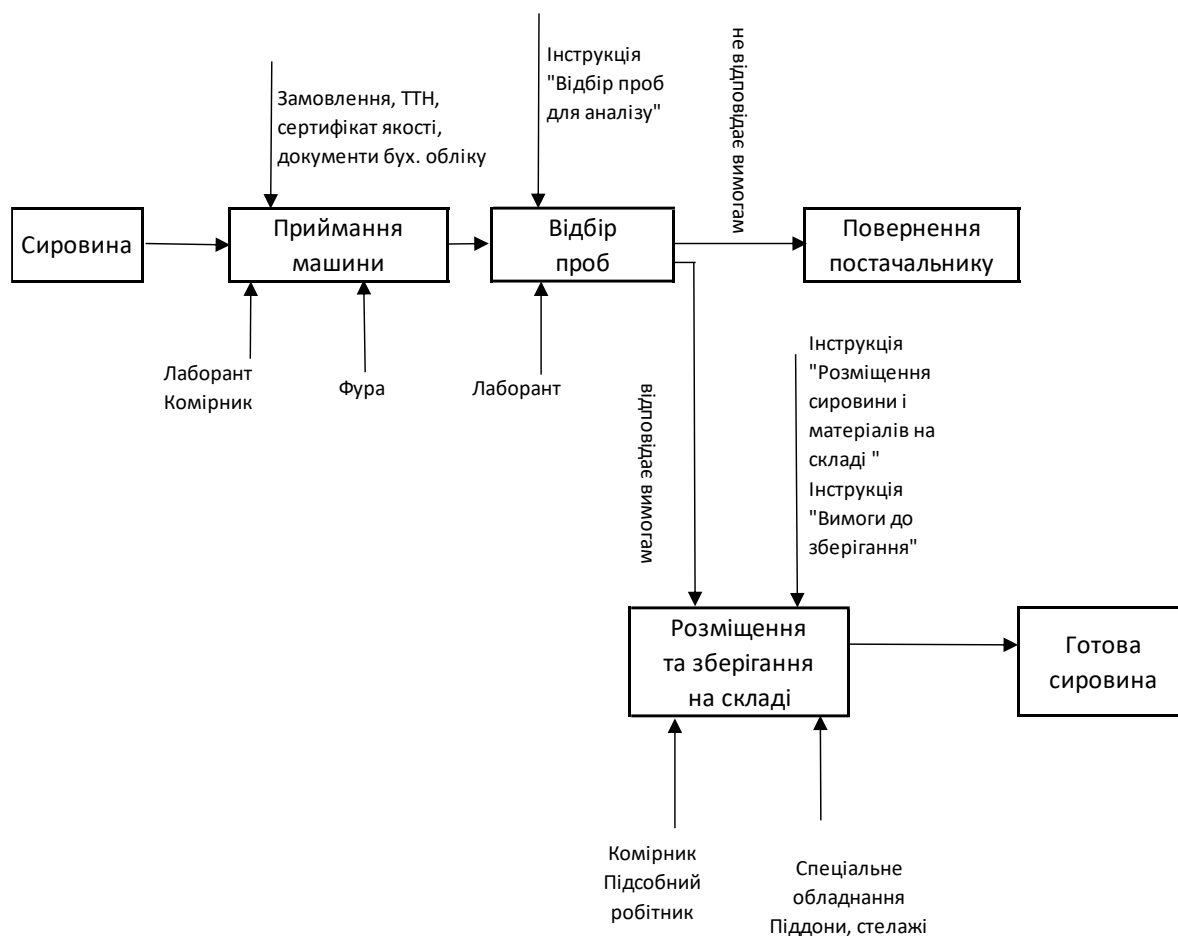 Інструкція
"Відбір проб
для аналізу"
не відповідає вимогам
Замовлення, ТТН,
сертифікат якості,
документи бух. обліку
Сировина
Приймання
машини
Відбір
проб
Повернення
постачальнику
Лаборант
Комірник
Фура
Лаборант
відповідає вимогам
Інструкція
"Розміщення
сировини і
матеріалів на
складі "
Інструкція
"Вимоги до
зберігання"
Розміщення
та зберігання
на складі
Готова
сировина
Комірник
Підсобний
робітник
Спеціальне
обладнання
Піддони, стелажі